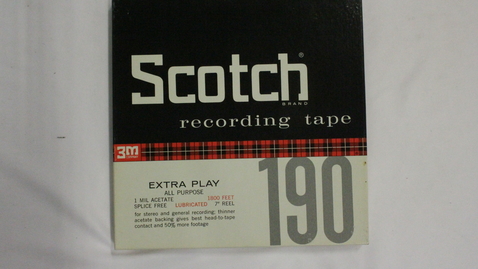 Scotch®
BRAND
recording tape
3M
190
EXTRA PLAY
ALL PURPOSE
1 MIL ACETATE 1800 FEET
SPLICE FREE LUBRICATED 7" REEL
for stereo and general recording; thinner
acetate backing gives best head-to-tape
contact and 50% more footage